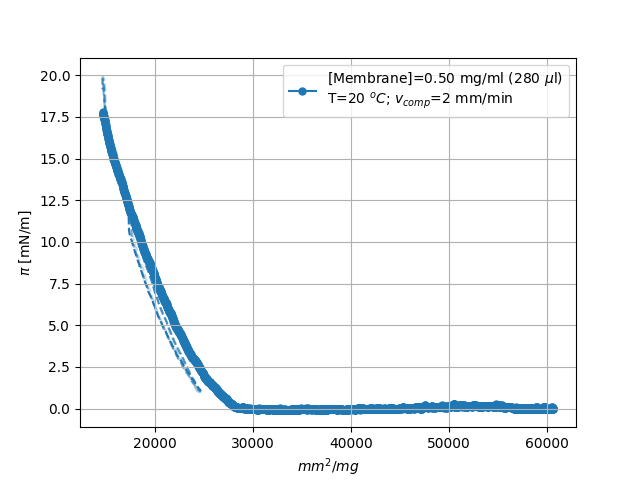 [Membrane]=0.50 mg/ml (280 μl)
T=20 °C; v_comp=2 mm/min
20.0
17.5
15.0
12.5
10.0
7.5
5.0
2.5
0.0
π [mN/m]
20000 30000 40000 50000 60000
mm²/mg